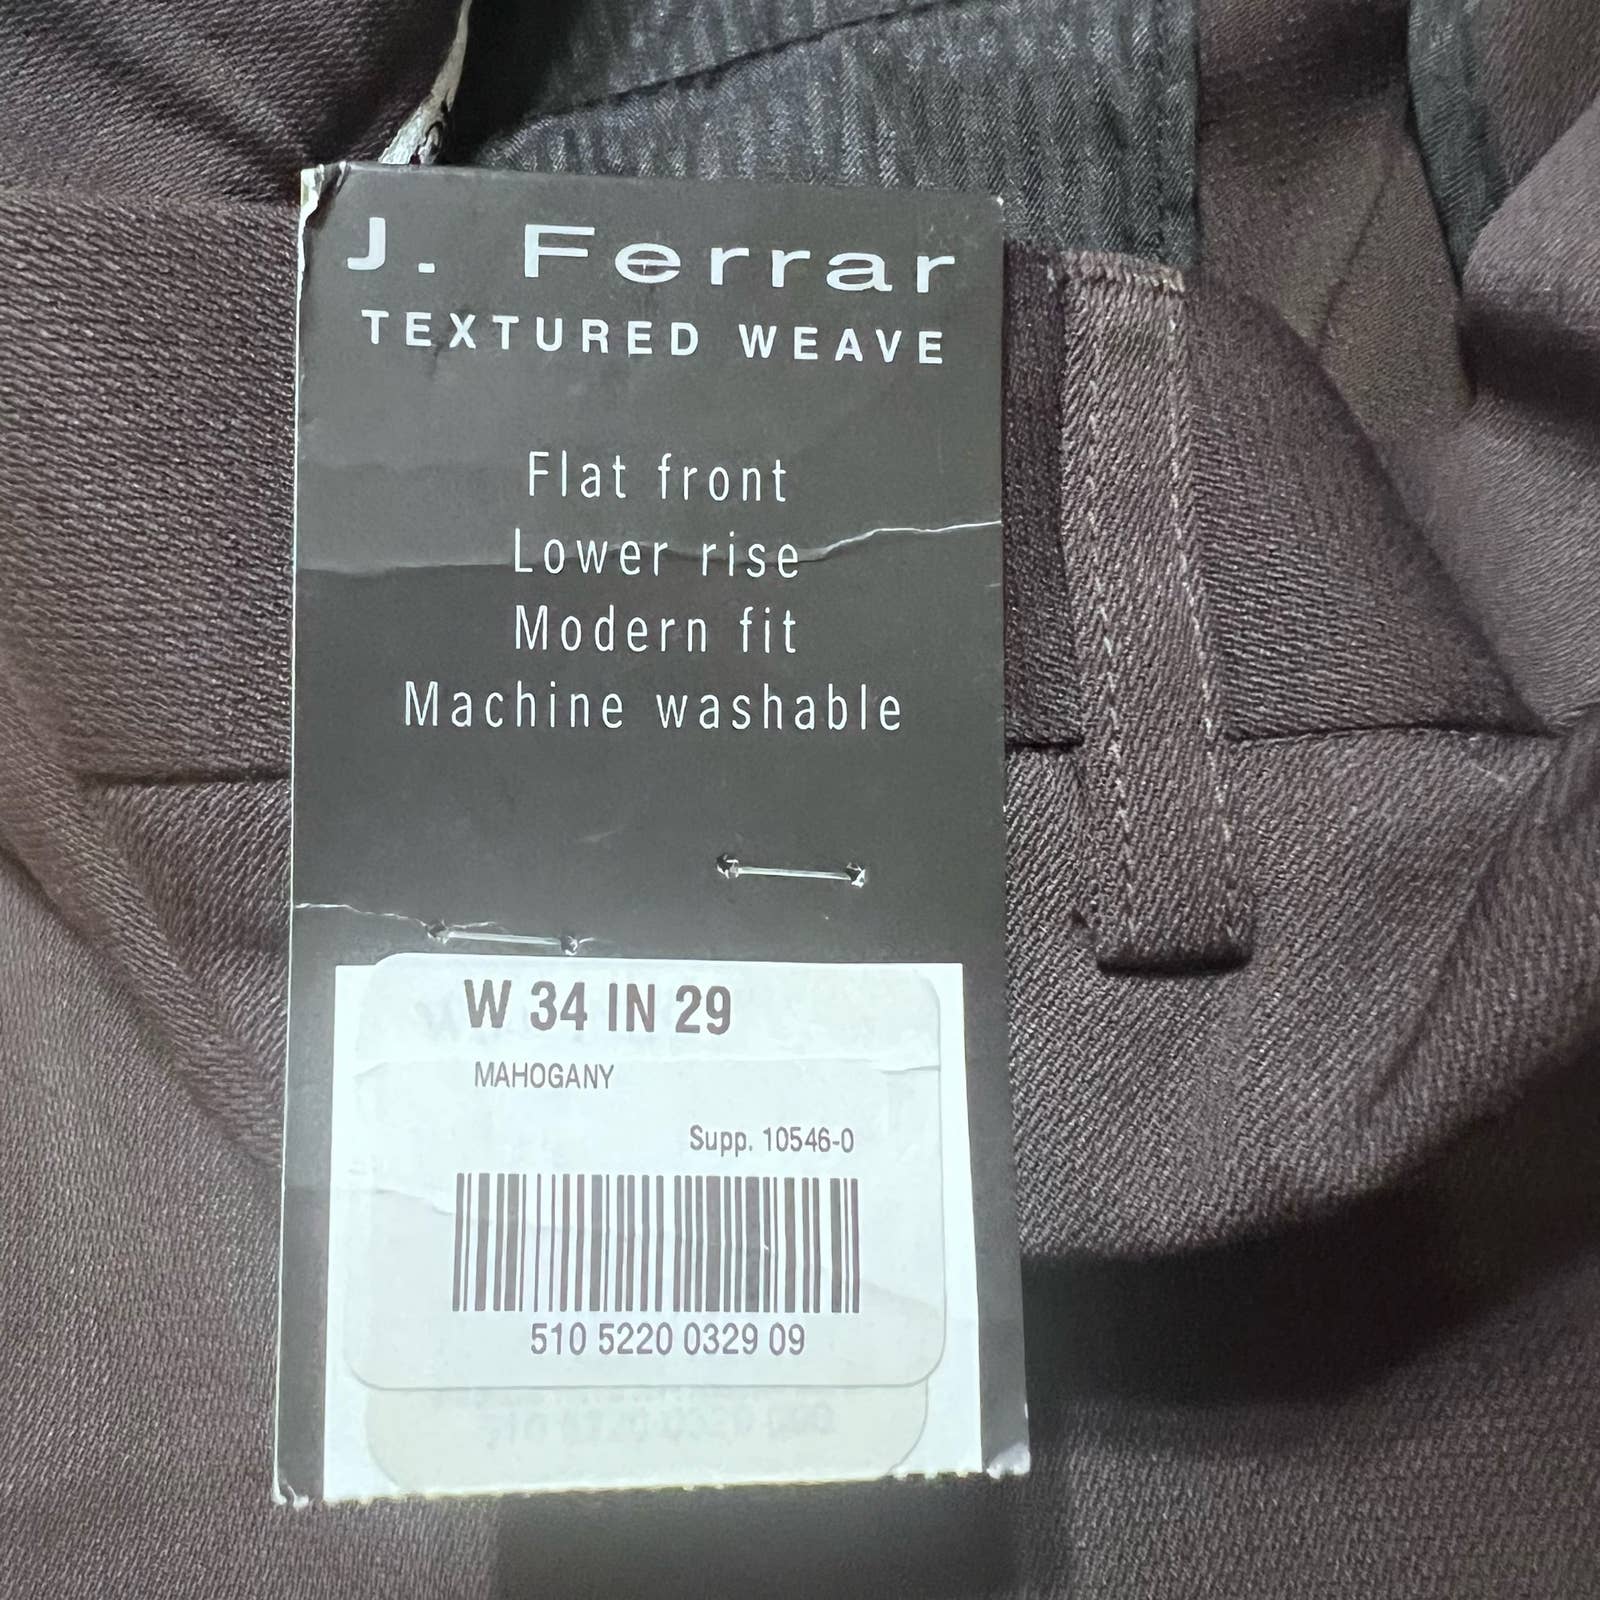 J. Ferrar
TEXTURED WEAVE
Flat front
Lower rise
Modern fit
Machine washable
W 34 IN 29
MAHOGANY
Supp. 10546-0
510 5220 0329 09